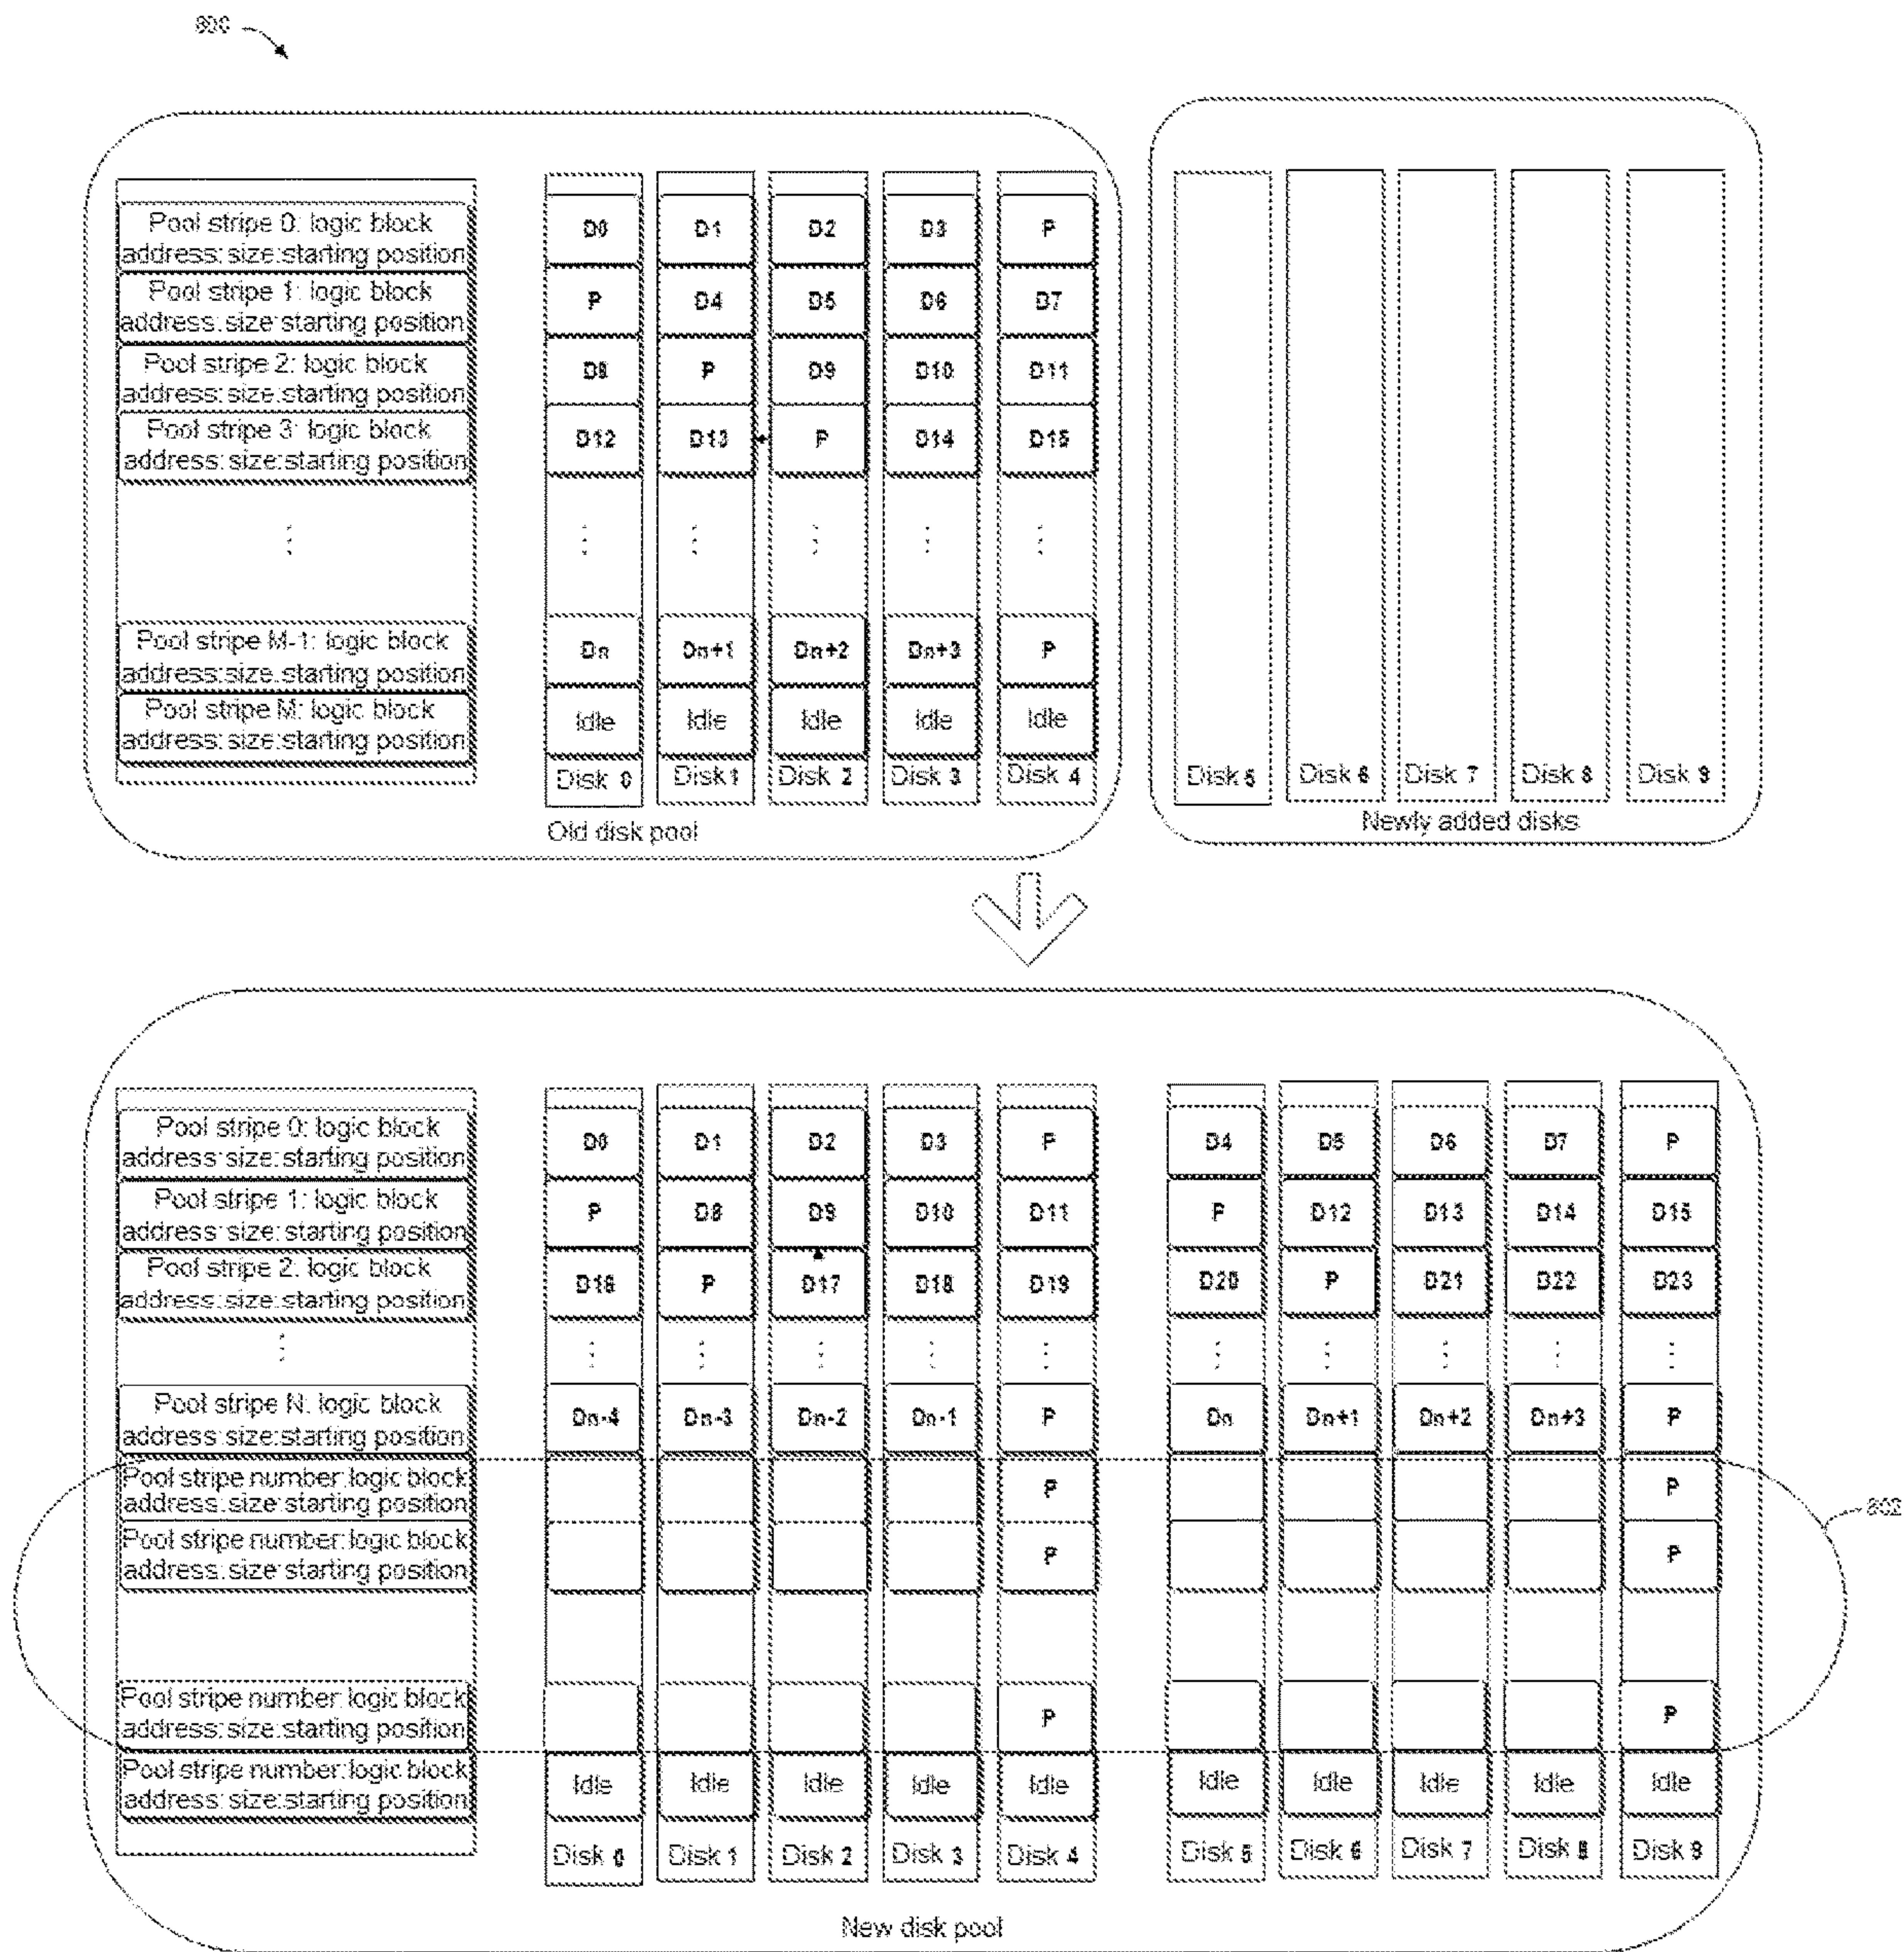 800
Pool stripe 0: logic block
address:size:starting position
D0 D1 D2 D3 P
Pool stripe 1: logic block
address:size:starting position
P D4 D5 D6 D7
Pool stripe 2: logic block
address:size:starting position
D8 P D9 D10 D11
Pool stripe 3: logic block
address:size:starting position
D12 D13 P D14 D15
Pool stripe M-1: logic block
address:size:starting position
Dn Dn+1 Dn+2 Dn+3 P
Pool stripe M: logic block
address:size:starting position
Idle Idle Idle Idle Idle
Disk 0 Disk 1 Disk 2 Disk 3 Disk 4
Old disk pool
Disk 5 Disk 6 Disk 7 Disk 8 Disk 9
Newly added disks
Pool stripe 0: logic block
address:size:starting position
D0 D1 D2 D3 P D4 D5 D6 D7 P
Pool stripe 1: logic block
address:size:starting position
P D8 D9 D10 D11 P D12 D13 D14 D15
Pool stripe 2: logic block
address:size:starting position
D16 P D17 D18 D19 D20 P D21 D22 D23
Pool stripe N: logic block
address:size:starting position
Dn-4 Dn-3 Dn-2 Dn-1 P Dn Dn+1 Dn+2 Dn+3 P
Pool stripe number:logic block
address:size:starting position
P P
802
Pool stripe number:logic block
address:size:starting position
P P
Pool stripe number:logic block
address:size:starting position
P P
Pool stripe number:logic block
address:size:starting position
Idle Idle Idle Idle Idle Idle Idle Idle Idle Idle
Disk 0 Disk 1 Disk 2 Disk 3 Disk 4 Disk 5 Disk 6 Disk 7 Disk 8 Disk 9
New disk pool